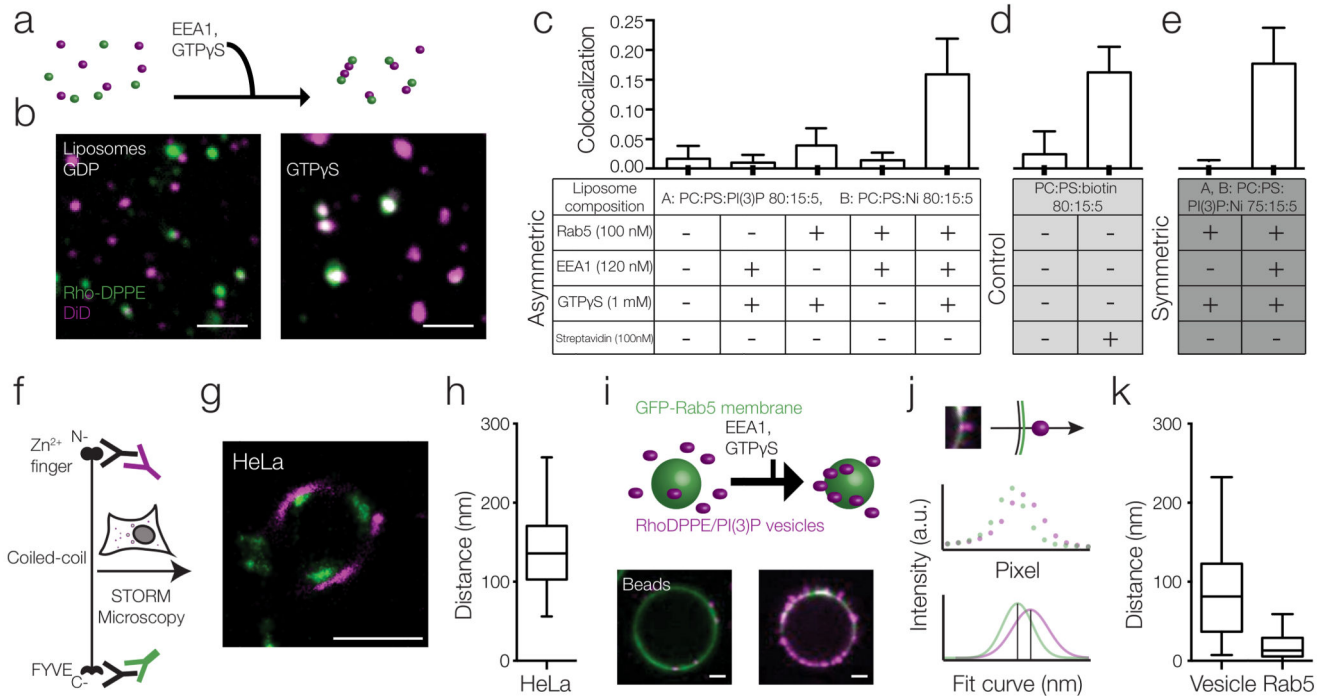 a
EEA1,
GTPγS
b
Liposomes
GDP
Rho-DPPE
DiD
GTPγS
c
Colocalization
0.25
0.20
0.15
0.10
0.05
0.00
Asymmetric
Liposome
composition
A: PC:PS:PI(3)P 80:15:5, B: PC:PS:Ni 80:15:5
Rab5 (100 nM) - - + + +
EEA1 (120 nM) - + - + +
GTPγS (1 mM) - + + - +
Streptavidin (100nM) - - - - -
d
Control
PC:PS:biotin
80:15:5
- -
- -
- -
- +
e
Symmetric
A, B: PC:PS:
PI(3)P:Ni 75:15:5
+ +
- +
+ +
- -
f
N-
Zn2+
finger
Coiled-coil
STORM
Microscopy
FYVE
C-
g
HeLa
h
Distance (nm)
300
200
100
0
HeLa
i
GFP-Rab5 membrane
EEA1,
GTPγS
RhoDPPE/PI(3)P vesicles
Beads
j
Intensity (a.u.)
Pixel
Fit curve (nm)
k
Distance (nm)
300
200
100
0
Vesicle Rab5